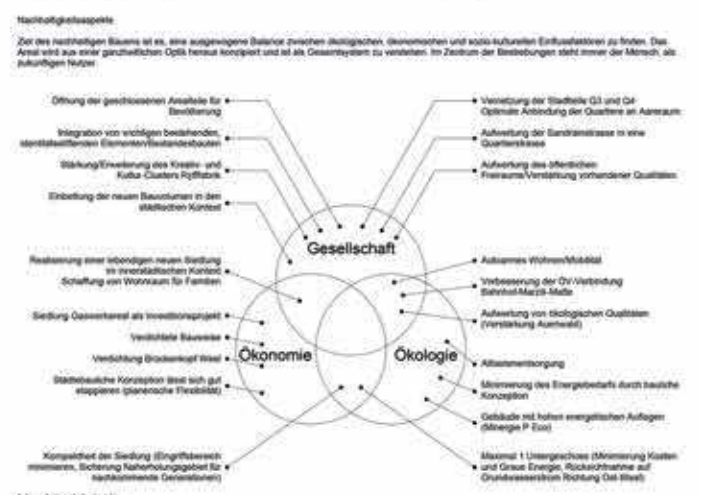 Nachhaltigkeitsaspekte
Ziel des nachhaltigen Bauens ist es, eine ausgewogene Balance zwischen ökologischen, ökonomischen und sozio-kulturellen Einflussfaktoren zu finden. Das
Areal wird aus einer ganzheitlichen Optik heraus konzipiert und ist als Gesamtsystem zu verstehen. Im Zentrum der Bestrebungen steht immer der Mensch, als
zukünftigen Nutzer.
Öffnung der geschlossenen Arealteile für
Bevölkerung
Integration von wichtigen bestehenden,
identitätsstiftenden Elementen/Bestandesbauten
Stärkung/Erweiterung des Kreativ- und
Kultur-Clusters Ryfffabrik
Einbettung der neuen Bauvolumen in den
städtischen Kontext
Vernetzung der Stadtteile Q3 und Q4
Optimale Anbindung der Quartiere an Aareraum
Aufwertung der Sandrainstrasse in eine
Quartierstrasse
Aufwertung des öffentlichen
Freiraums/Verstärkung vorhandener Qualitäten
Gesellschaft
Realisierung einer lebendigen neuen Siedlung
im innerstädtischen Kontext
Schaffung von Wohnraum für Familien
Siedlung Gaswerkareal als Investitionsprojekt
Verdichtete Bauweise
Verdichtung Brückenkopf West
Städtebauliche Konzeption lässt sich gut
etappieren (planerische Flexibilität)
Ökonomie
Ökologie
Autoarmes Wohnen/Mobilität
Verbesserung der ÖV-Verbindung
Bahnhof-Marzili-Matte
Aufwertung von ökologischen Qualitäten
(Verstärkung Auenwald)
Altlastenentsorgung
Minimierung des Energiebedarfs durch bauliche
Konzeption
Gebäude mit hohen energetischen Auflagen
(Minergie P Eco)
Kompaktheit der Siedlung (Eingriffsbereich
minimieren, Sicherung Naherholungsgebiet für
nachkommende Generationen)
Maximal 1 Untergeschoss (Minimierung Kosten
und Graue Energie, Rücksichtnahme auf
Grundwasserstrom Richtung Ost-West)